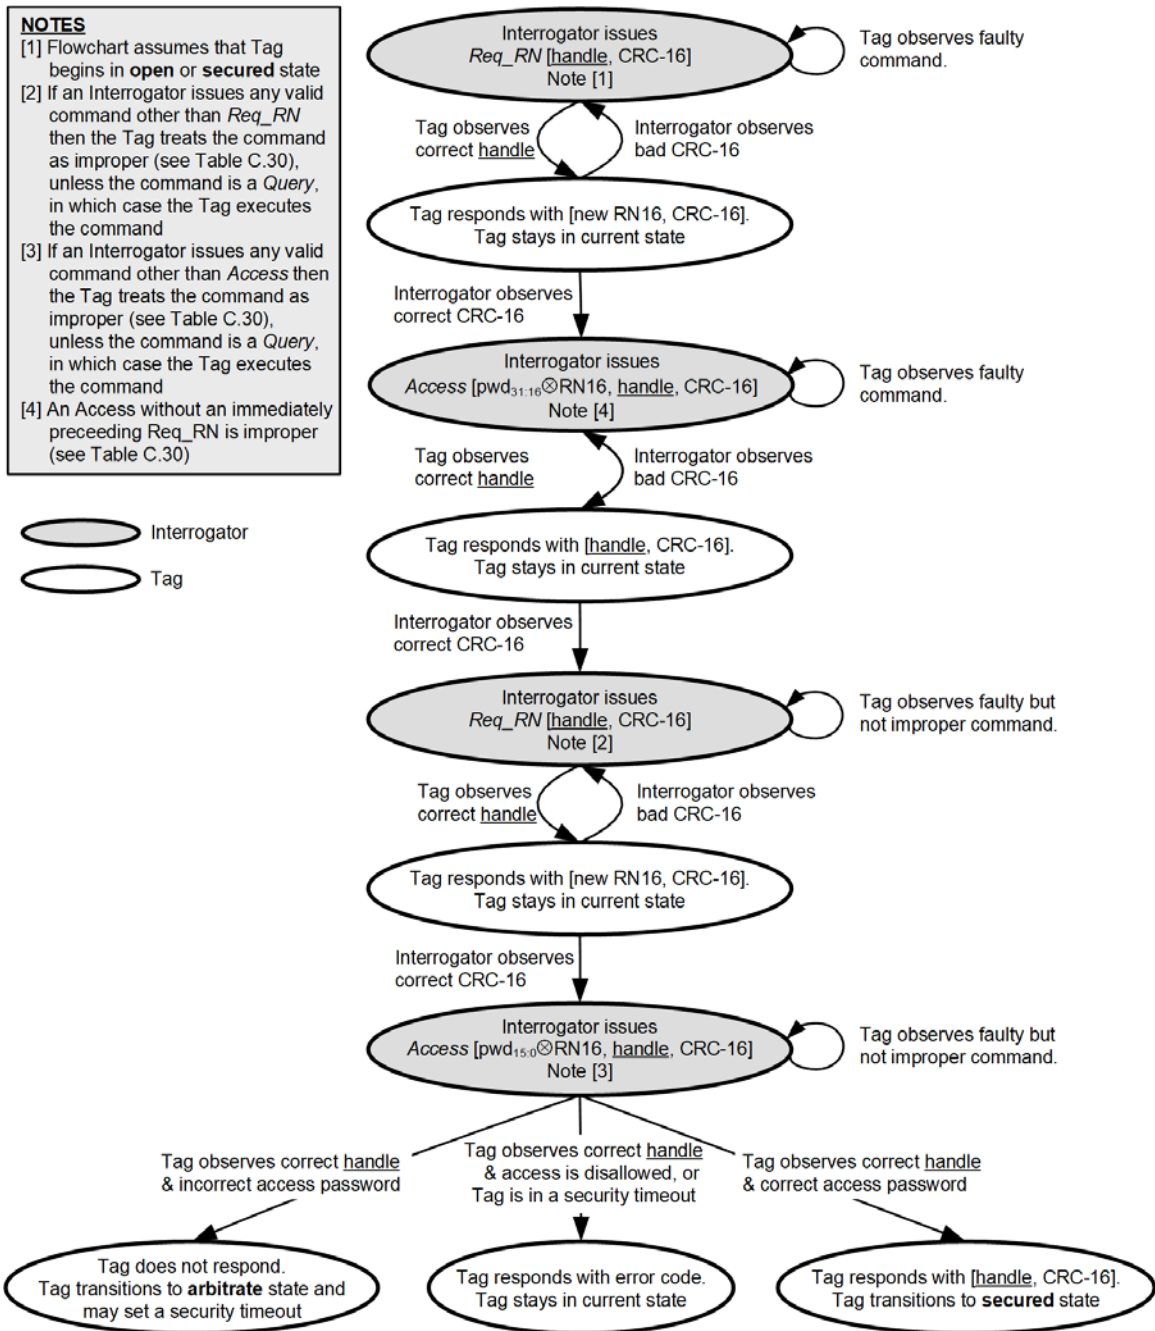 NOTES
[1] Flowchart assumes that Tag
begins in open or secured state
[2] If an Interrogator issues any valid
command other than Req_RN
then the Tag treats the command
as improper (see Table C.30),
unless the command is a Query,
in which case the Tag executes
the command
[3] If an Interrogator issues any valid
command other than Access then
the Tag treats the command as
improper (see Table C.30),
unless the command is a Query,
in which case the Tag executes
the command
[4] An Access without an immediately
preceeding Req_RN is improper
(see Table C.30)
Interrogator
Tag
Interrogator issues
Req_RN [handle, CRC-16]
Note [1]
Tag observes faulty
command.
Tag observes
correct handle
Interrogator observes
bad CRC-16
Tag responds with [new RN16, CRC-16].
Tag stays in current state
Interrogator observes
correct CRC-16
Interrogator issues
Access [pwd31:16⊗RN16, handle, CRC-16]
Note [4]
Tag observes faulty
command.
Tag observes
correct handle
Interrogator observes
bad CRC-16
Tag responds with [handle, CRC-16].
Tag stays in current state
Interrogator observes
correct CRC-16
Interrogator issues
Req_RN [handle, CRC-16]
Note [2]
Tag observes faulty but
not improper command.
Tag observes
correct handle
Interrogator observes
bad CRC-16
Tag responds with [new RN16, CRC-16].
Tag stays in current state
Interrogator observes
correct CRC-16
Interrogator issues
Access [pwd15:0⊗RN16, handle, CRC-16]
Note [3]
Tag observes faulty but
not improper command.
Tag observes correct handle
& incorrect access password
Tag observes correct handle
& access is disallowed, or
Tag is in a security timeout
Tag observes correct handle
& correct access password
Tag does not respond.
Tag transitions to arbitrate state and
may set a security timeout
Tag responds with error code.
Tag stays in current state
Tag responds with [handle, CRC-16].
Tag transitions to secured state